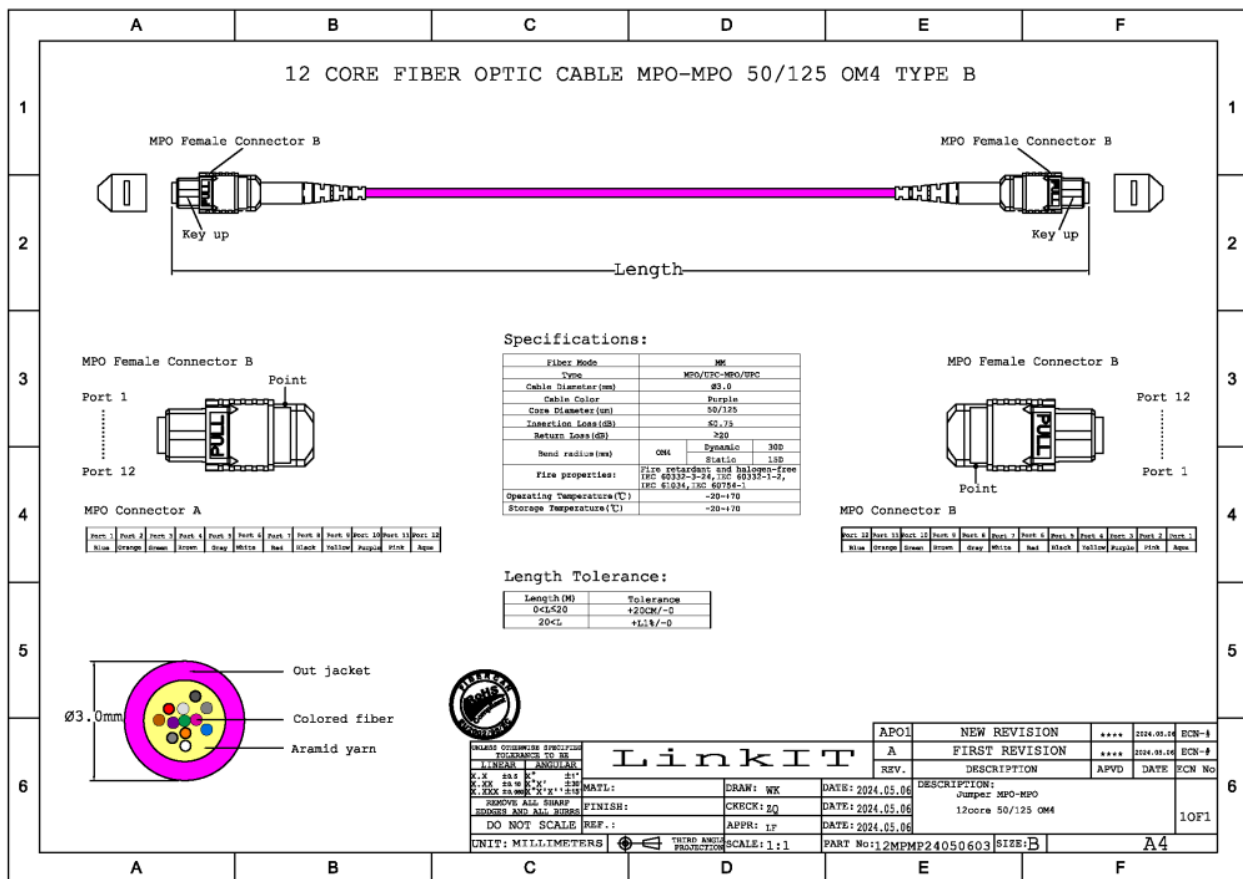 A B C D E F
12 CORE FIBER OPTIC CABLE MPO-MPO 50/125 OM4 TYPE B
1 1
MPO Female Connector B MPO Female Connector B
PULL PULL
Key up Key up
2 2
Length
Specifications:
Fiber Mode MM
Type MPO/UPC-MPO/UPC
Cable Diameter(mm) Ø3.0
Cable Color Purple
Core Diameter(un) 50/125
Insertion Loss(dB) ≤0.75
Return Loss(dB) ≥20
Bend radius(mm) OM4 Dynamic 30D
Static 15D
Fire properties: Fire retardant and halogen-free
IEC 60332-3-24,IEC 60332-1-2,
IEC 61034,IEC 60754-1
Operating Temperature(℃) -20~+70
Storage Temperature(℃) -20~+70
3 3
MPO Female Connector B
Point
Port 1
PULL
Port 12
MPO Female Connector B
Port 12
PULL
Port 1
Point
4 4
MPO Connector A
Port 1 Port 2 Port 3 Port 4 Port 5 Port 6 Port 7 Port 8 Port 9 Port 10 Port 11 Port 12
Blue Orange Green Brown Gray White Red Black Yellow Purple Pink Aqua
MPO Connector B
Port 12 Port 11 Port 10 Port 9 Port 8 Port 7 Port 6 Port 5 Port 4 Port 3 Port 2 Port 1
Blue Orange Green Brown Gray White Red Black Yellow Purple Pink Aqua
Length Tolerance:
Length(M) Tolerance
0<L≤20 +20CM/-0
20<L +L1%/-0
5 5
Out jacket
Ø3.0mm Colored fiber
Aramid yarn
FIBERCAN
RoHS
Compliant
6 6
UNLESS OTHERWISE SPECIFIED
TOLERANCE TO BE
LINEAR ANGULAR
X.X ±0.5 X° ±1°
REMOVE ALL SHARP
EDDGES AND ALL BURRS
DO NOT SCALE
UNIT: MILLIMETERS
LinkIT
MATL: DRAW: WK DATE: 2024.05.06
FINISH: CKECK: ZQ DATE: 2024.05.06
REF.: APPR: LF DATE: 2024.05.06
THIRD ANGLE
PROJECTION
SCALE: 1:1 PART No:12MPMP24050603 SIZE:B A4
APO1 NEW REVISION **** 2024.05.06 ECN-#
A FIRST REVISION **** 2024.05.06 ECN-#
REV. DESCRIPTION APVD DATE ECN No
DESCRIPTION:
Jumper MPO-MPO
12core 50/125 OM4
1OF1
A B C D E F